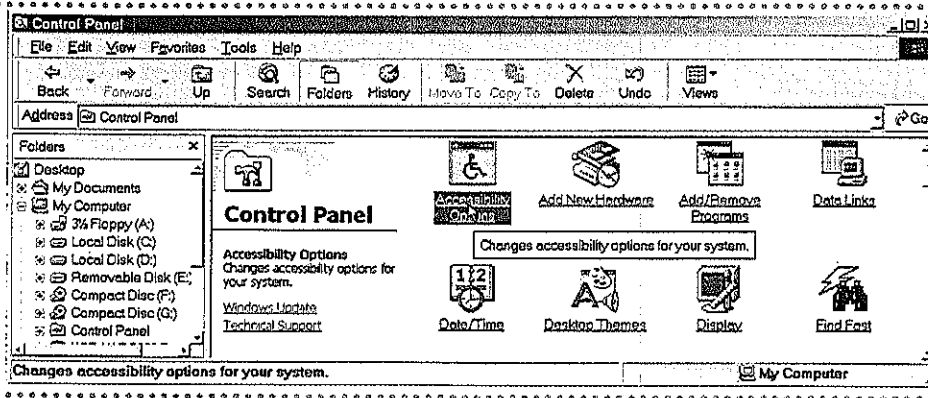 Control Panel
File Edit View Favorites Tools Help
Back Forward Up Search Folders History Move To Copy To Delete Undo Views
Address Control Panel Go
Folders
Desktop
My Documents
My Computer
3½ Floppy (A:)
Local Disk (C:)
Local Disk (D:)
Removable Disk (E:
Compact Disc (F:)
Compact Disc (G:)
Control Panel
Control Panel
Accessibility Options
Changes accessibility options for
your system.
Windows Update
Technical Support
Accessibility
Options
Add New Hardware
Add/Remove
Programs
Data Links
Changes accessibility options for your system.
12
Date/Time
Desktop Themes
Display
Find Fast
Changes accessibility options for your system.
My Computer